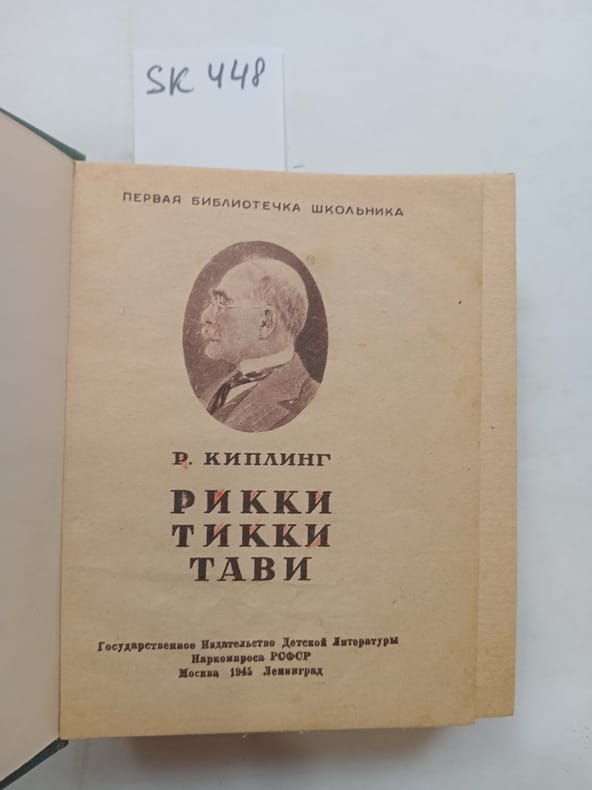 SK 448
ПЕРВАЯ БИБЛИОТЕЧКА ШКОЛЬНИКА
Р. КИПЛИНГ
РИККИ
ТИККИ
ТАВИ
Государственное Издательство Детской Литературы
Наркомпроса РСФСР
Москва 1945 Ленинград